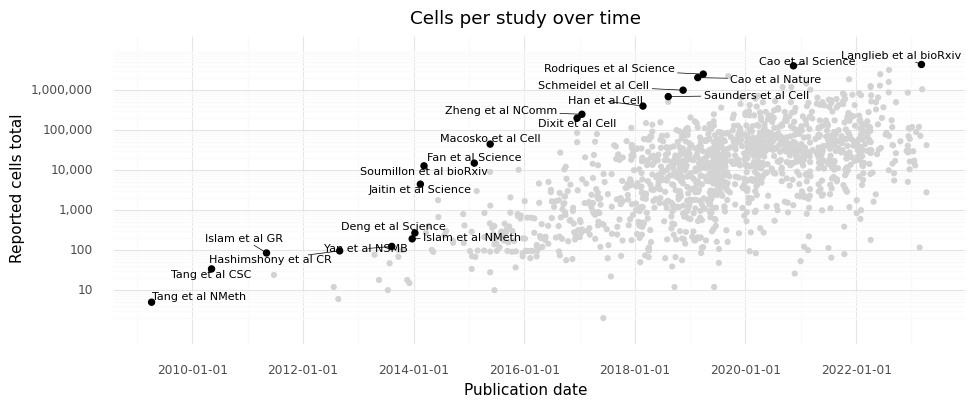 Cells per study over time
Langlieb et al bioRxiv
Cao et al Science
Rodriques et al Science
Cao et al Nature
Schmeidel et al Cell
Saunders et al Cell
Han et al Cell
Zheng et al NComm
Dixit et al Cell
Macosko et al Cell
Fan et al Science
Soumillon et al bioRxiv
Jaitin et al Science
Deng et al Science
Islam et al GR
Islam et al NMeth
Yan et al NSMB
Hashimshony et al CR
Tang et al CSC
Tang et al NMeth
Reported cells total
1,000,000
100,000
10,000
1,000
100
10
2010-01-01 2012-01-01 2014-01-01 2016-01-01 2018-01-01 2020-01-01 2022-01-01
Publication date